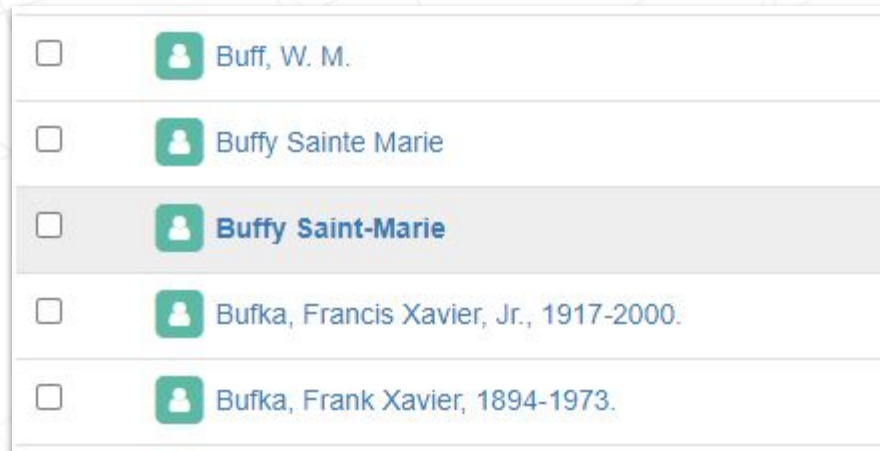 Buff, W. M.
Buffy Sainte Marie
Buffy Saint-Marie
Bufka, Francis Xavier, Jr., 1917-2000.
Bufka, Frank Xavier, 1894-1973.